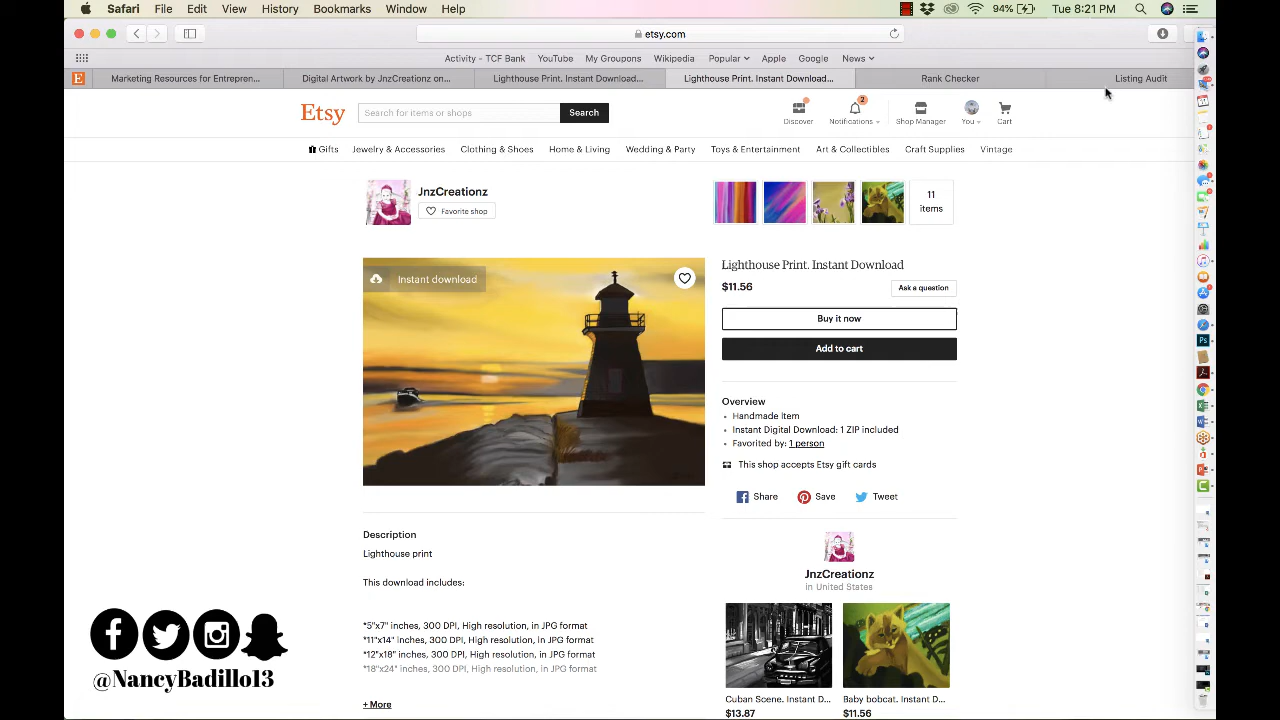 Safari File Edit View History Bookmarks Window Help 94% Tue 8:21 PM
etsy.com
Activity - TCF Bank YouTube My Groupons Wikipedia Popular Apple Google News
E Marketing Resources for Entrepren... Digital Artwork by JnzCreationz on... Lighthouse Print. Instant Download... Lighthouse Print. Instant Download... Rank Checker Listing Audit
Etsy Search for items or shops Search Discover 2 Notifications Shop Manager You Cart
Gifts Jewelry & Accessories Clothing & Shoes Home & Living Wedding & Party Toys & Entertainment Art & Collectibles Craft Supplies Vintage
JnzCreationz
Favorite shop
11
items
Instant download
Lighthouse Print. Instant Download
$11.56 Ask a question
Buy it now
Add to cart
Overview
Handmade item
Instant Digital Download: 1 ZIP included
Favorited by: 1 person
This shop accepts Etsy gift cards
Share Save Tweet
Description
Lighthouse print
This download includes:
*5"x7" inches, 300 DPI, High resolution, in JPG format
*11"x14" inches, 300 DPI, High resolution, in JPG format
*12"x18" inches, 300 DPI, High resolution, in JPG format
*18"x24" inches, 300 DPI, High resolution, in JPG format
+ More
JnzCreationz
in United States
Cuban Scene. Instant D...
$13.87
Baby bobcat. Instant D...
$11.56
@NancyBadillo13